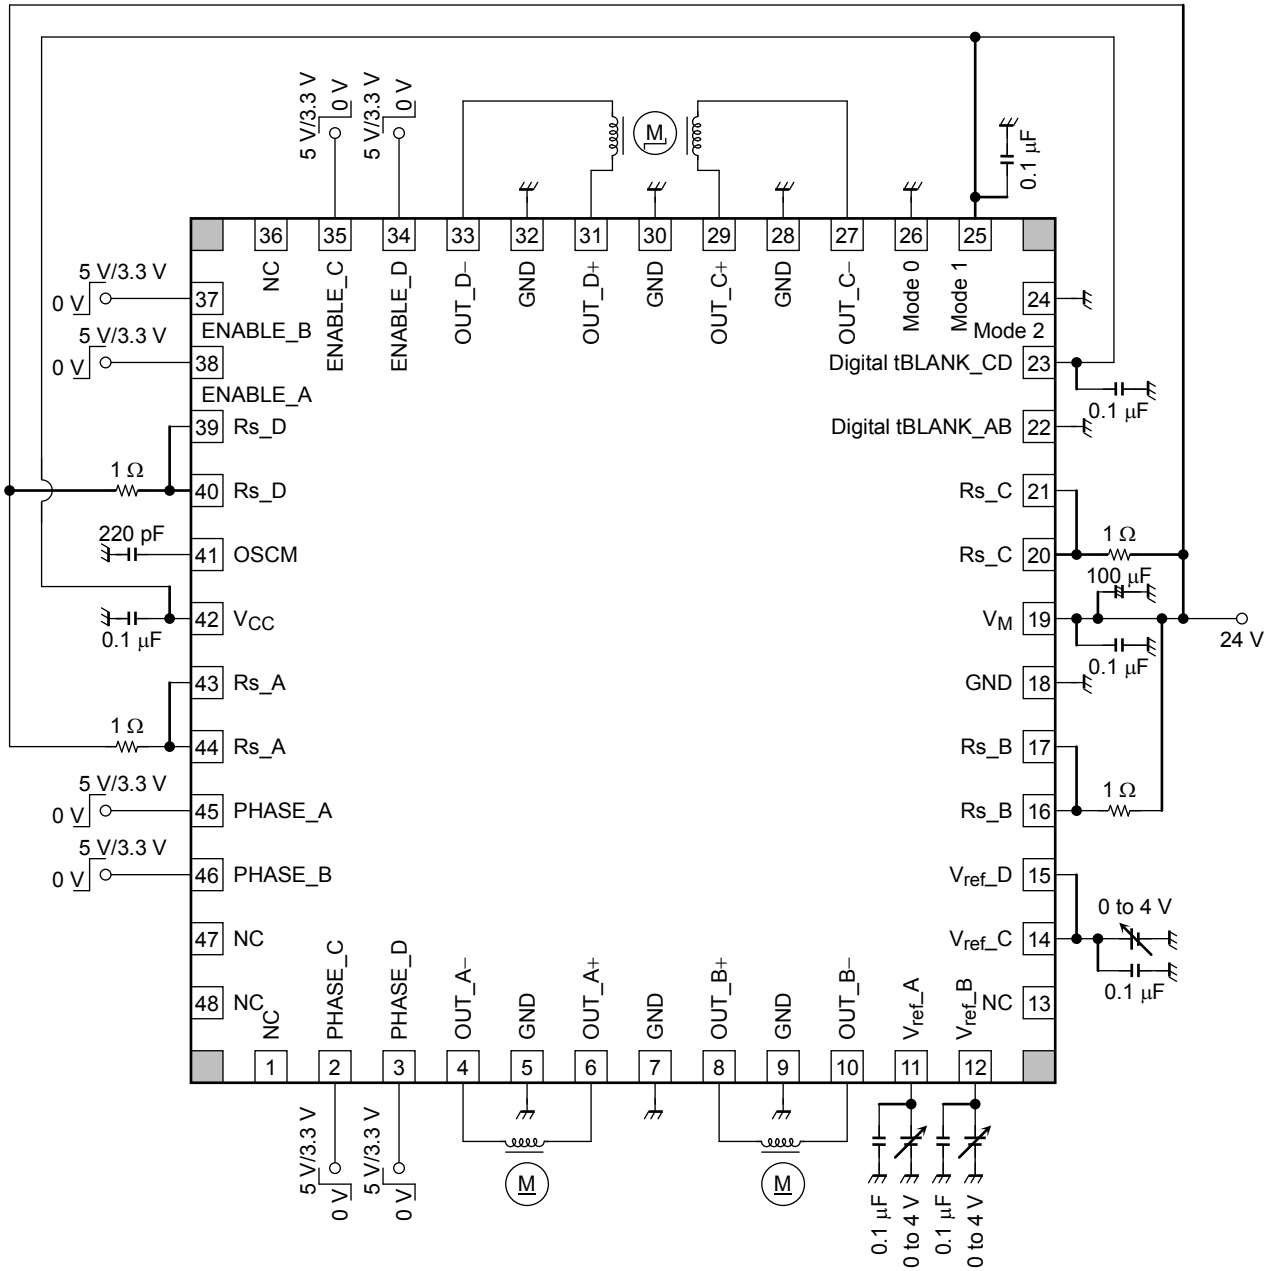 5 V/3.3 V
0 V
5 V/3.3 V
0 V
M
0.1 μF
36
35
34
33
32
31
30
29
28
27
26
25
NC
ENABLE_C
ENABLE_D
OUT_D−
GND
OUT_D+
GND
OUT_C+
GND
OUT_C−
Mode 0
Mode 1
5 V/3.3 V
0 V
37
ENABLE_B
24
Mode 2
5 V/3.3 V
0 V
38
ENABLE_A
Digital tBLANK_CD
23
0.1 μF
39
Rs_D
Digital tBLANK_AB
22
1 Ω
40
Rs_D
Rs_C
21
220 pF
41
OSCM
Rs_C
20
1 Ω
100 μF
0.1 μF
42
VCC
VM
19
24 V
0.1 μF
43
Rs_A
GND
18
1 Ω
44
Rs_A
Rs_B
17
5 V/3.3 V
0 V
45
PHASE_A
Rs_B
16
1 Ω
5 V/3.3 V
0 V
46
PHASE_B
Vref_D
15
0 to 4 V
47
NC
Vref_C
14
0.1 μF
48
NC
NC
13
NC
PHASE_C
PHASE_D
OUT_A−
GND
OUT_A+
GND
OUT_B+
GND
OUT_B−
Vref_A
Vref_B
1
2
3
4
5
6
7
8
9
10
11
12
5 V/3.3 V
0 V
5 V/3.3 V
0 V
M
M
0.1 μF
0 to 4 V
0.1 μF
0 to 4 V